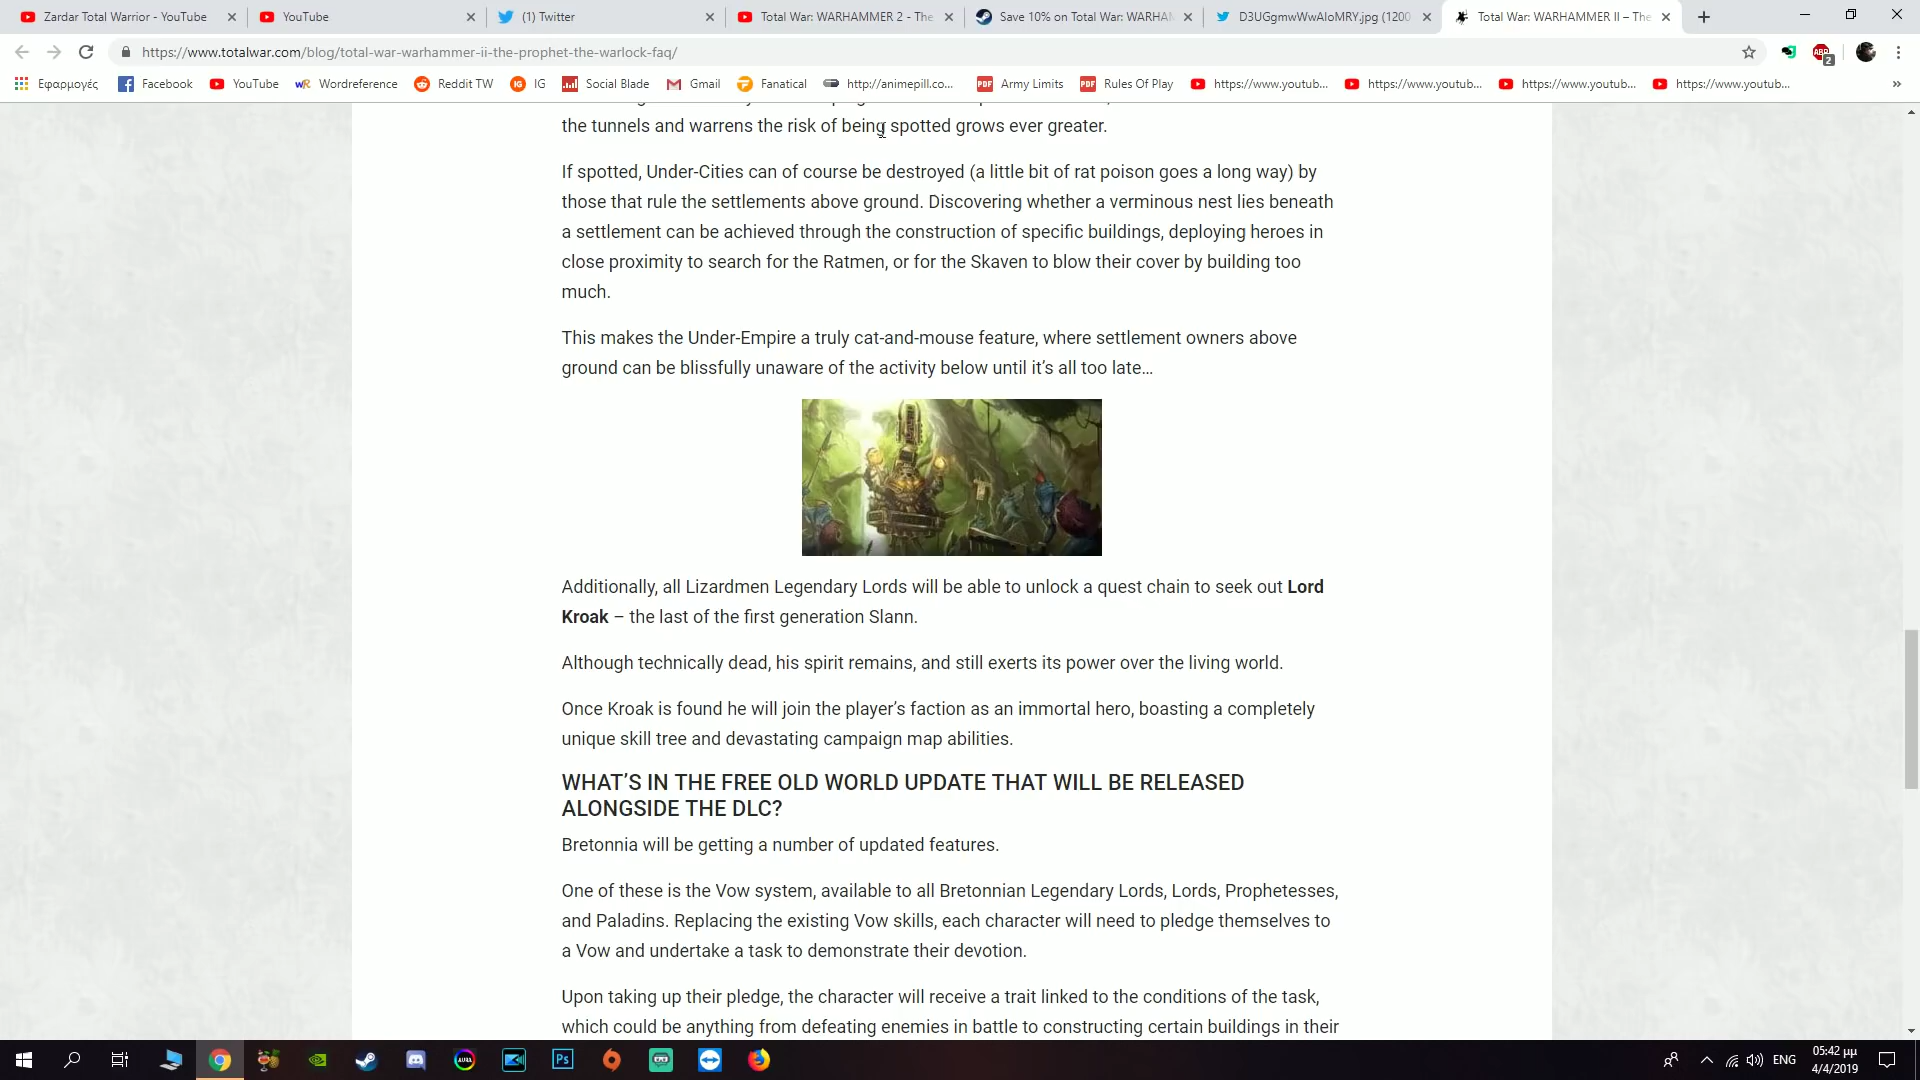 Zardar Total Warrior - YouTube
YouTube
(1) Twitter
Total War: WARHAMMER 2 - The
Save 10% on Total War: WARHA
D3UGgmwWwAIoMRY.jpg (1200
Total War: WARHAMMER II – The
https://www.totalwar.com/blog/total-war-warhammer-ii-the-prophet-the-warlock-faq/
ABP
2
Εφαρμογές
Facebook
YouTube
Wordreference
Reddit TW
IG
Social Blade
Gmail
Fanatical
http://animepill.co...
Army Limits
Rules Of Play
https://www.youtub...
https://www.youtub...
https://www.youtub...
https://www.youtub...
the tunnels and warrens the risk of being spotted grows ever greater.
If spotted, Under-Cities can of course be destroyed (a little bit of rat poison goes a long way) by
those that rule the settlements above ground. Discovering whether a verminous nest lies beneath
a settlement can be achieved through the construction of specific buildings, deploying heroes in
close proximity to search for the Ratmen, or for the Skaven to blow their cover by building too
much.
This makes the Under-Empire a truly cat-and-mouse feature, where settlement owners above
ground can be blissfully unaware of the activity below until it’s all too late…
Additionally, all Lizardmen Legendary Lords will be able to unlock a quest chain to seek out Lord
Kroak – the last of the first generation Slann.
Although technically dead, his spirit remains, and still exerts its power over the living world.
Once Kroak is found he will join the player’s faction as an immortal hero, boasting a completely
unique skill tree and devastating campaign map abilities.
WHAT’S IN THE FREE OLD WORLD UPDATE THAT WILL BE RELEASED
ALONGSIDE THE DLC?
Bretonnia will be getting a number of updated features.
One of these is the Vow system, available to all Bretonnian Legendary Lords, Lords, Prophetesses,
and Paladins. Replacing the existing Vow skills, each character will need to pledge themselves to
a Vow and undertake a task to demonstrate their devotion.
Upon taking up their pledge, the character will receive a trait linked to the conditions of the task,
which could be anything from defeating enemies in battle to constructing certain buildings in their
AURA
Ps
ENG
05:42 μμ
4/4/2019